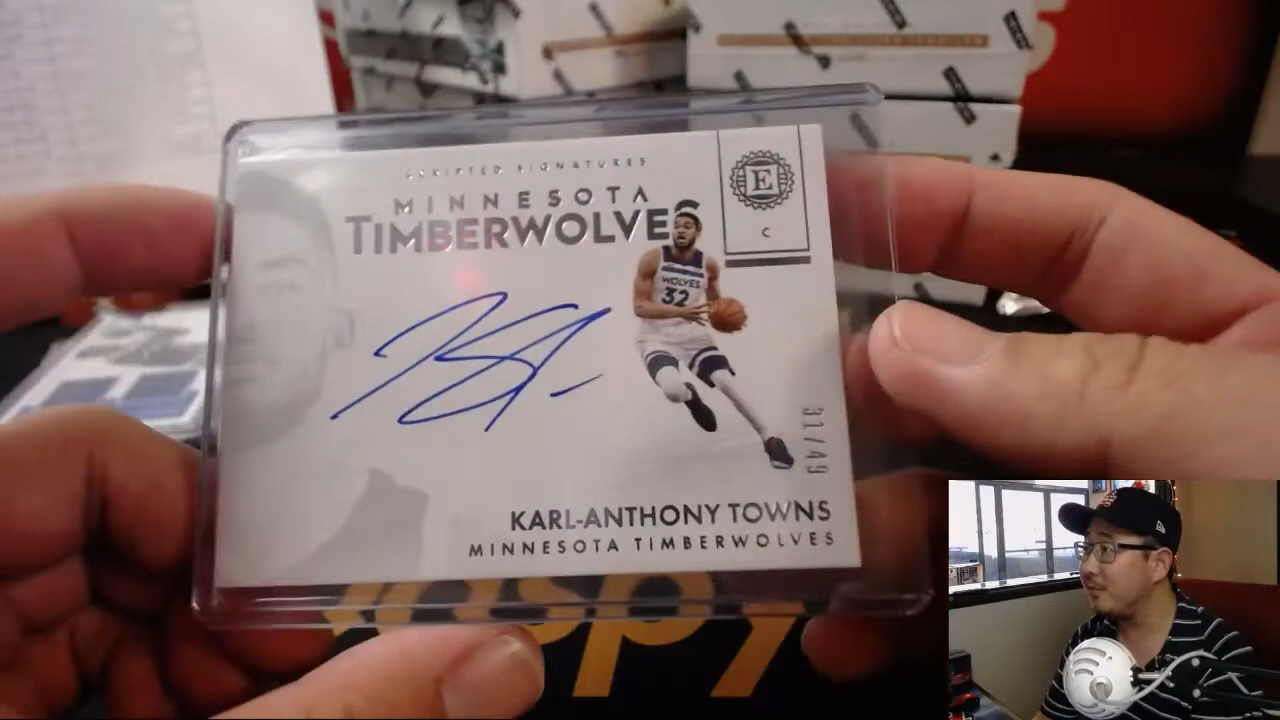 SCRIPTED SIGNATURES
MINNESOTA
TIMBERWOLVES
E
C
WOLVES
32
31/49
KARL-ANTHONY TOWNS
MINNESOTA TIMBERWOLVES